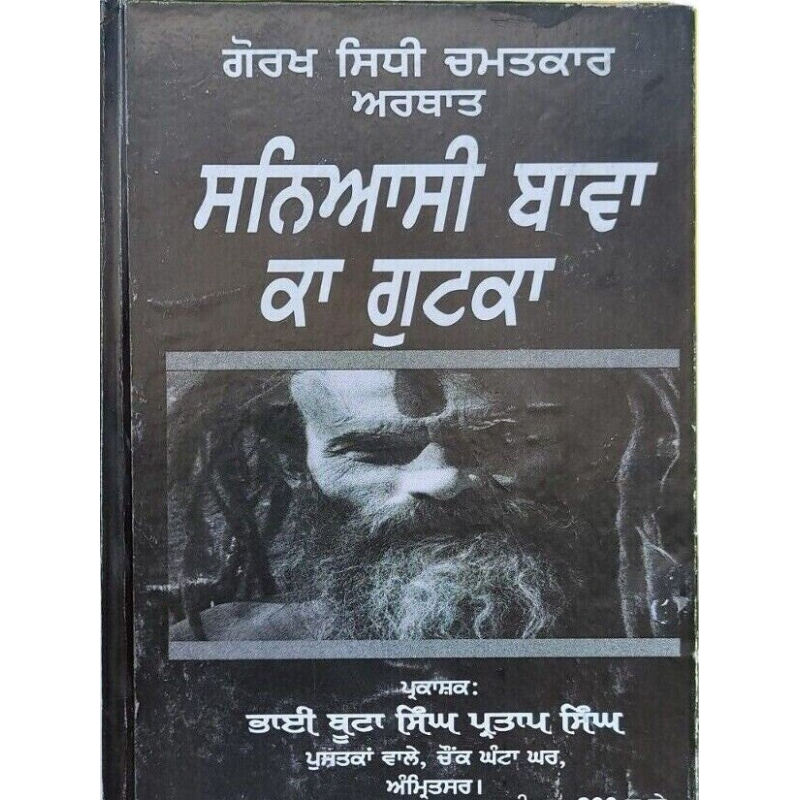 ਗੋਰਖ ਸਿਧੀ ਚਮਤਕਾਰ
ਅਰਥਾਤ
ਸਨਿਆਸੀ ਬਾਵਾ
ਕਾ ਗੁਟਕਾ
ਪ੍ਰਕਾਸ਼ਕ:
ਭਾਈ ਬੂਟਾ ਸਿੰਘ ਪ੍ਰਤਾਪ ਸਿੰਘ
ਪੁਸਤਕਾਂ ਵਾਲੇ, ਚੌਂਕ ਘੰਟਾ ਘਰ,
ਅੰਮ੍ਰਿਤਸਰ।